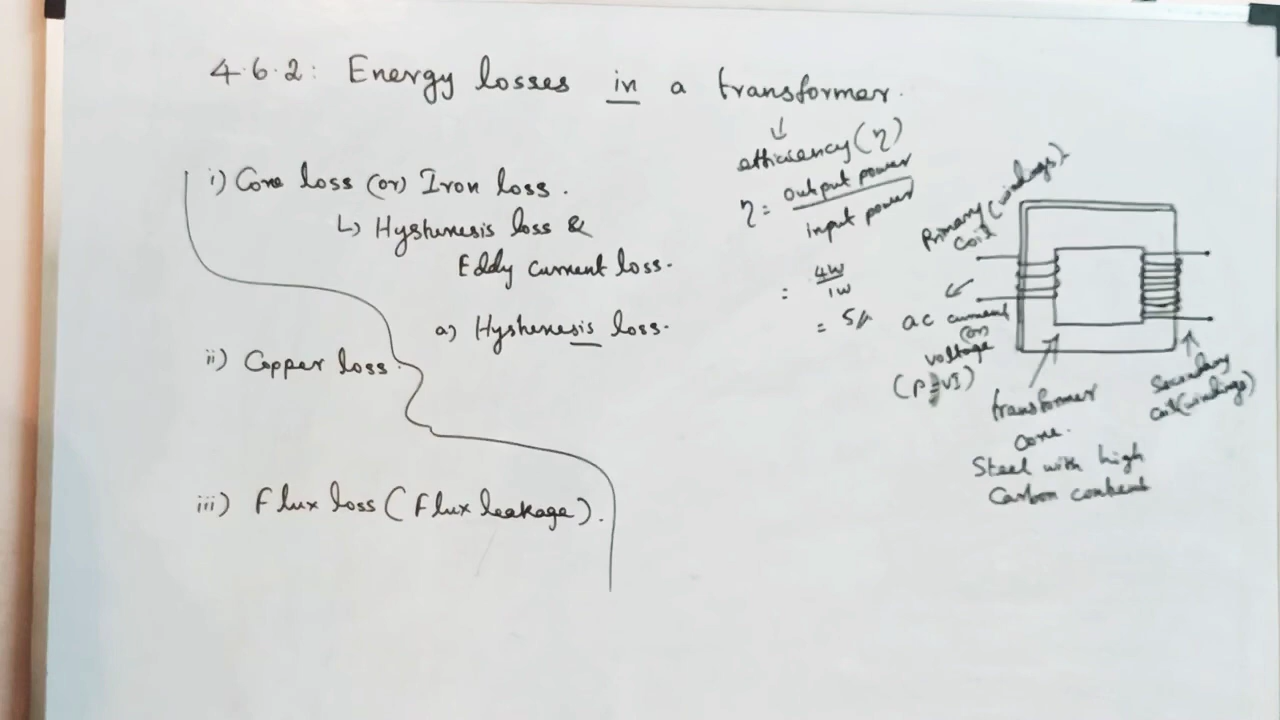 4.6.2: Energy losses in a transformer.
↓
efficiency (η)
η = output power
input power
= 4W
1W
= 5
i) Core loss (or) Iron loss.
↳ Hysteresis loss &
Eddy current loss.
a) Hysteresis loss.
ii) Copper loss
iii) Flux loss (Flux leakage).
Primary (windings)
coil
ac current
(or)
voltage
(P=VI)
transformer
core.
Steel with high
Carbon content
Secondary
coil (windings)